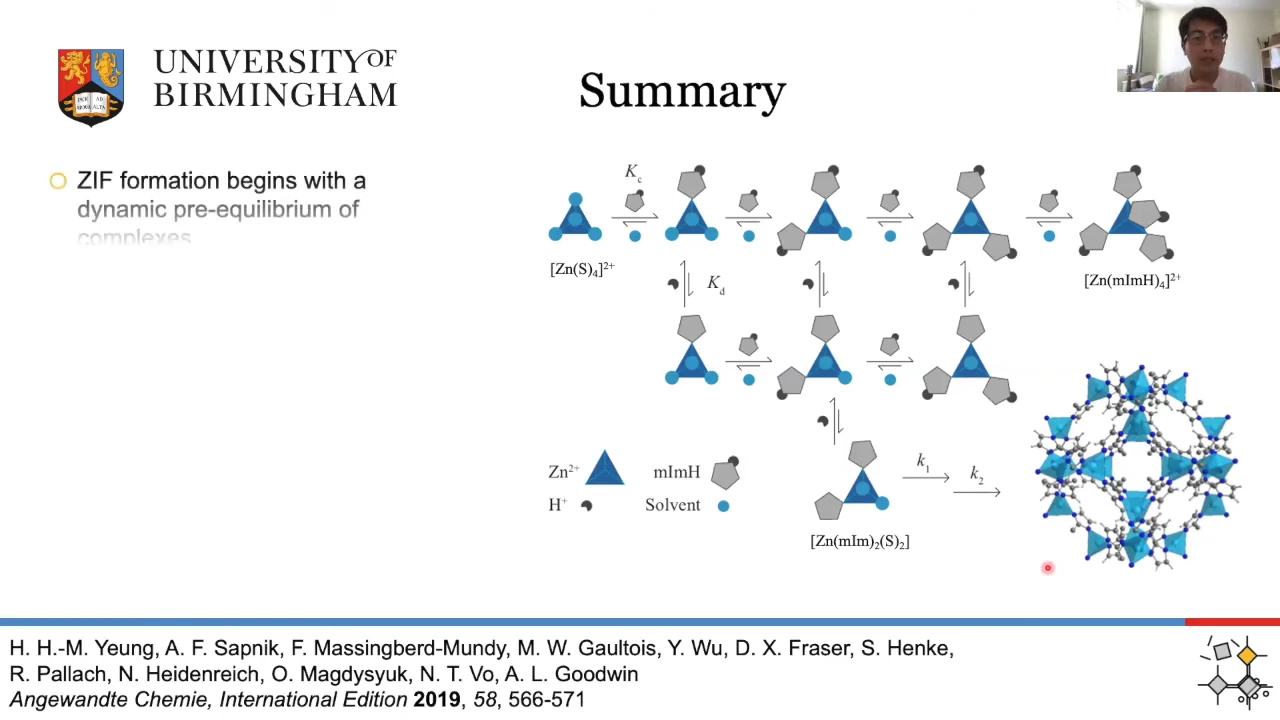 UNIVERSITY OF
BIRMINGHAM
Summary
ZIF formation begins with a
dynamic pre-equilibrium of
complexes
Kc
[Zn(S)4]2+
[Zn(mImH)4]2+
Kd
Zn2+
mImH
H+
Solvent
k1
k2
[Zn(mIm)2(S)2]
H. H.-M. Yeung, A. F. Sapnik, F. Massingberd-Mundy, M. W. Gaultois, Y. Wu, D. X. Fraser, S. Henke,
R. Pallach, N. Heidenreich, O. Magdysyuk, N. T. Vo, A. L. Goodwin
Angewandte Chemie, International Edition 2019, 58, 566-571